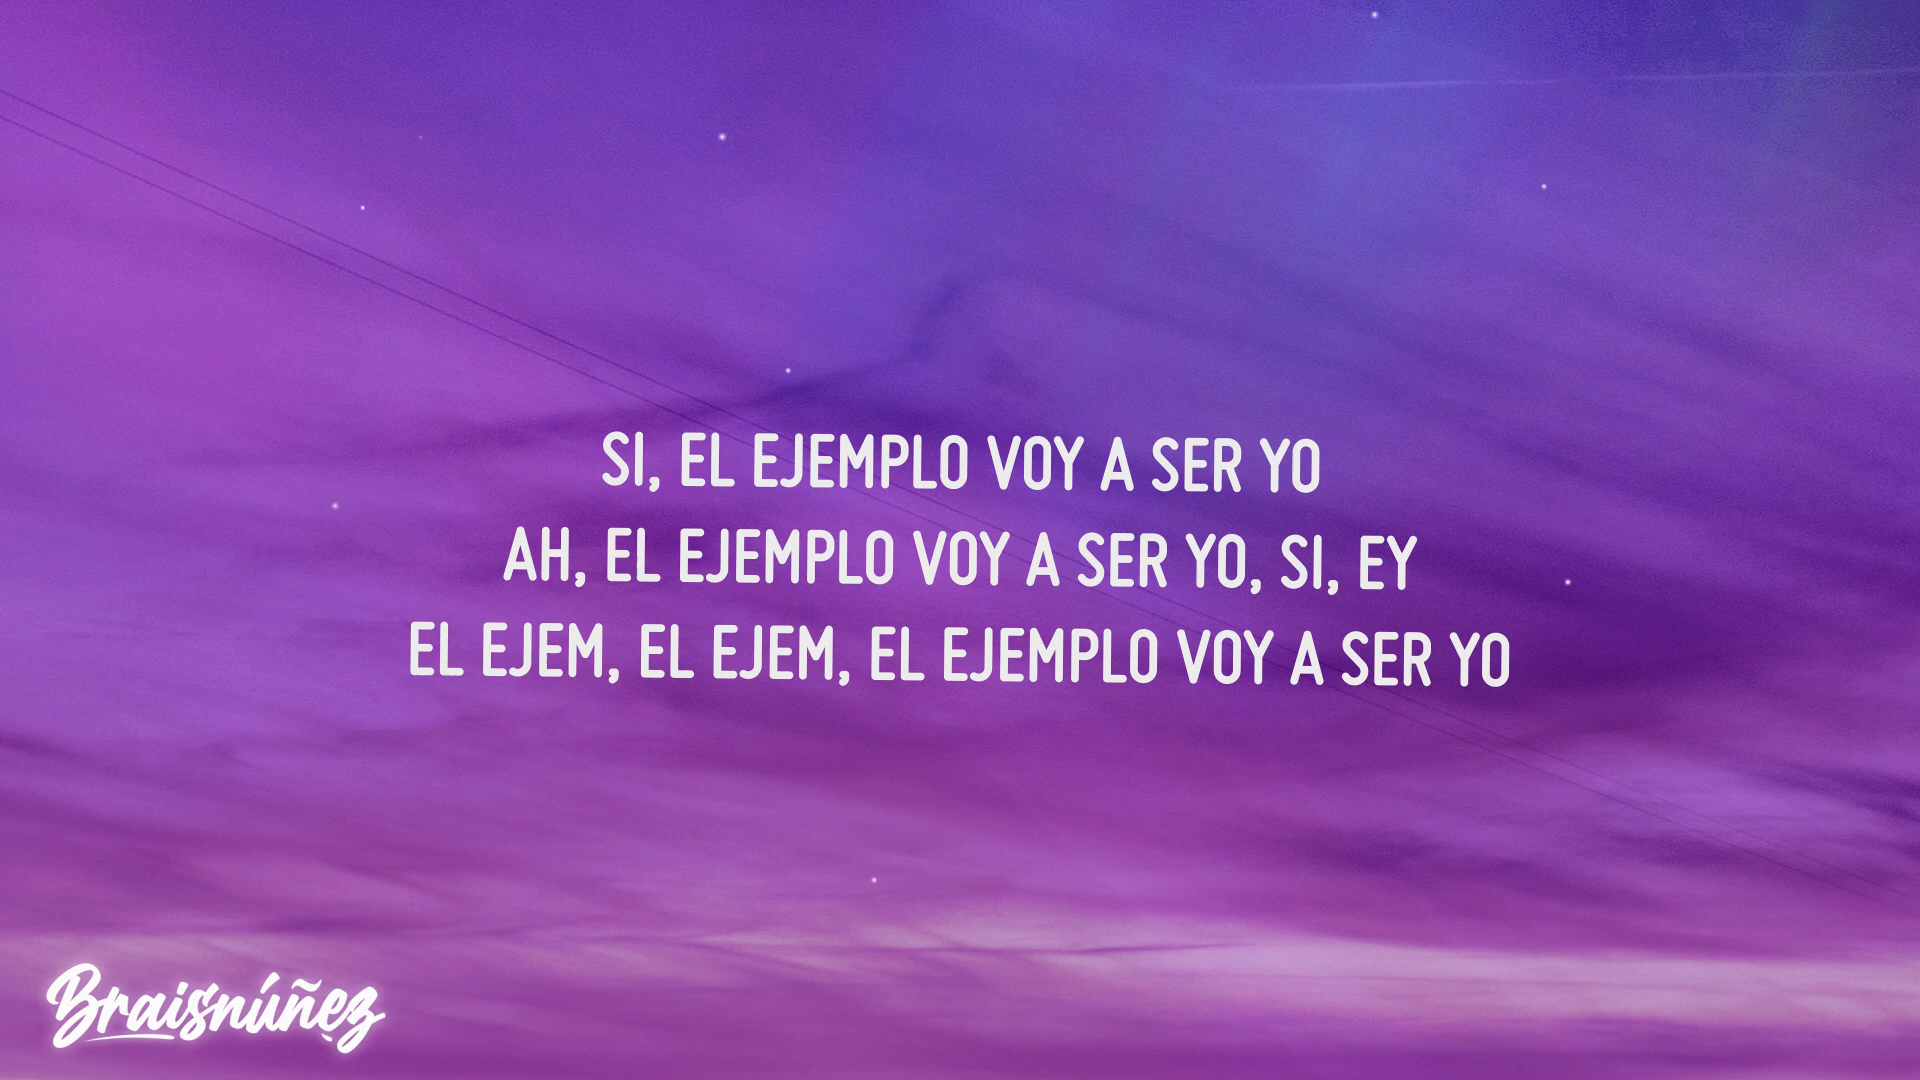 SI, EL EJEMPLO VOY A SER YO
AH, EL EJEMPLO VOY A SER YO, SI, EY
EL EJEM, EL EJEM, EL EJEMPLO VOY A SER YO
Braisnúñez